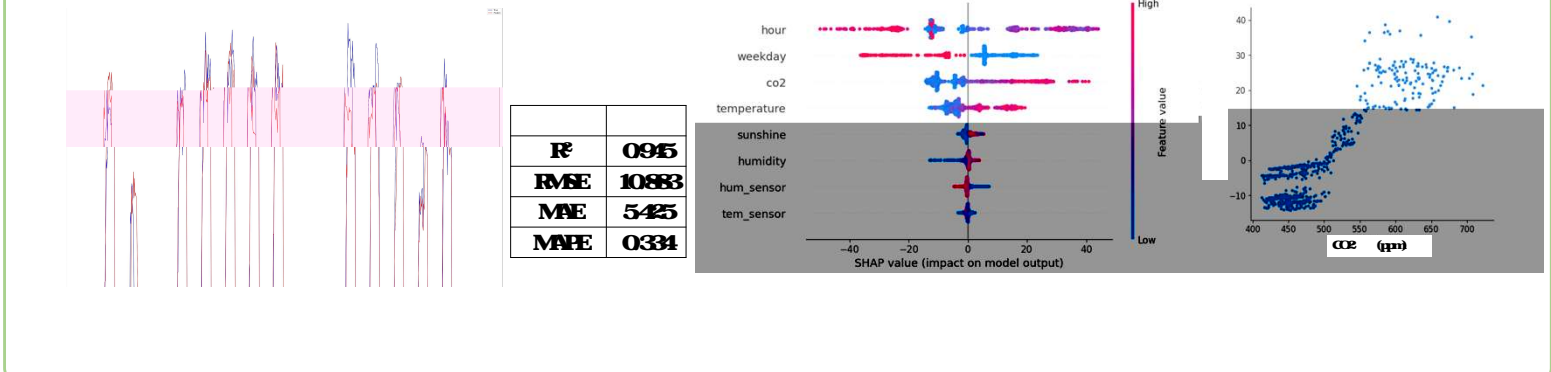 R² 0.945
RMSE 10.883
MAE 5.425
MAPE 0.334
hour
weekday
co2
temperature
sunshine
humidity
hum_sensor
tem_sensor
−40 −20 0 20 40
SHAP value (impact on model output)
High
Feature value
Low
40
30
20
10
0
−10
400 450 500 550 600 650 700
CO2 (ppm)